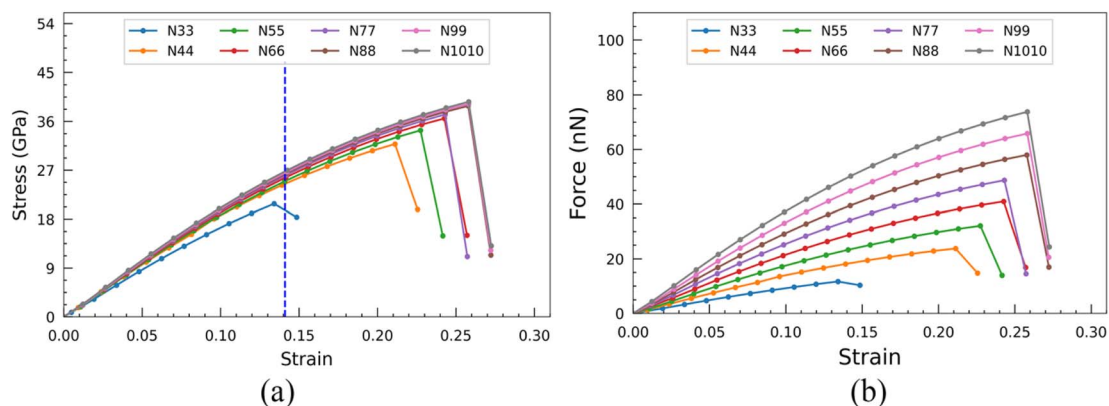 54
45
36
27
18
9
0
Stress (GPa)
N33 N55 N77 N99
N44 N66 N88 N1010
0.00 0.05 0.10 0.15 0.20 0.25 0.30
Strain
(a)
100
80
60
40
20
0
Force (nN)
N33 N55 N77 N99
N44 N66 N88 N1010
0.00 0.05 0.10 0.15 0.20 0.25 0.30
Strain
(b)